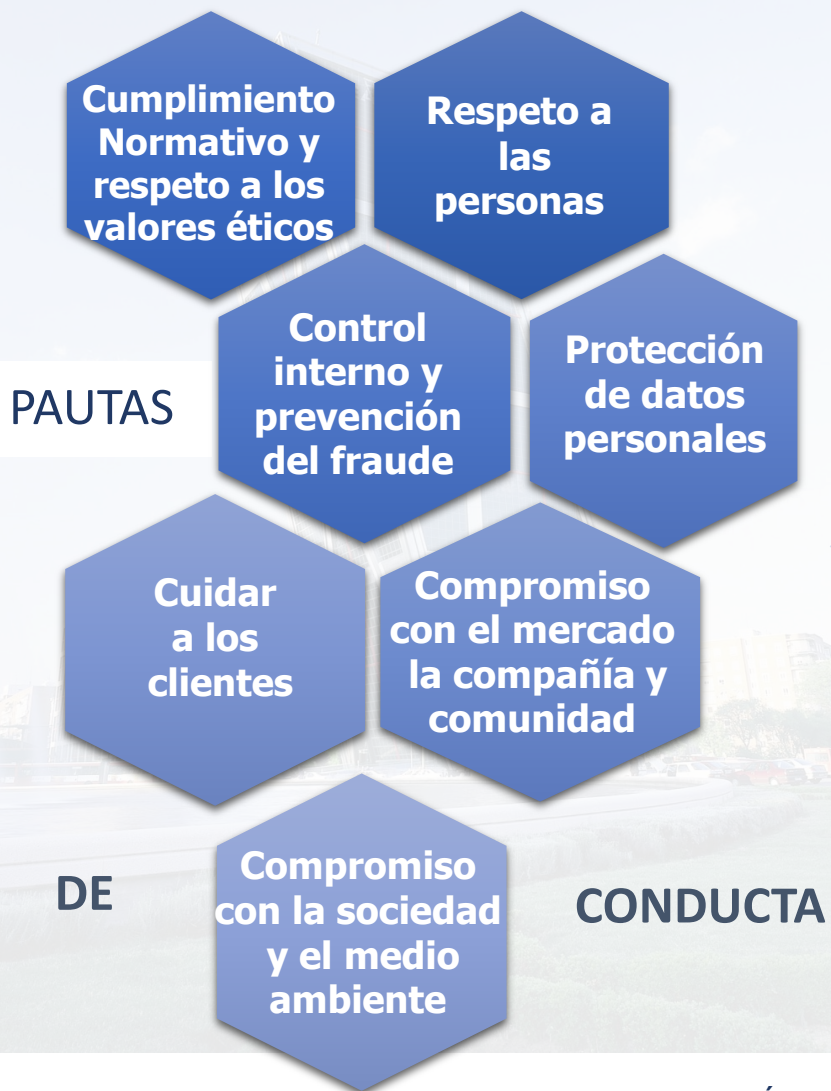 Cumplimiento
Normativo y
respeto a los
valores éticos
Respeto a
las
personas
Control
interno y
prevención
del fraude
Protección
de datos
personales
PAUTAS
Cuidar
a los
clientes
Compromiso
con el mercado
la compañía y
comunidad
Compromiso
con la sociedad
y el medio
ambiente
DE
CONDUCTA